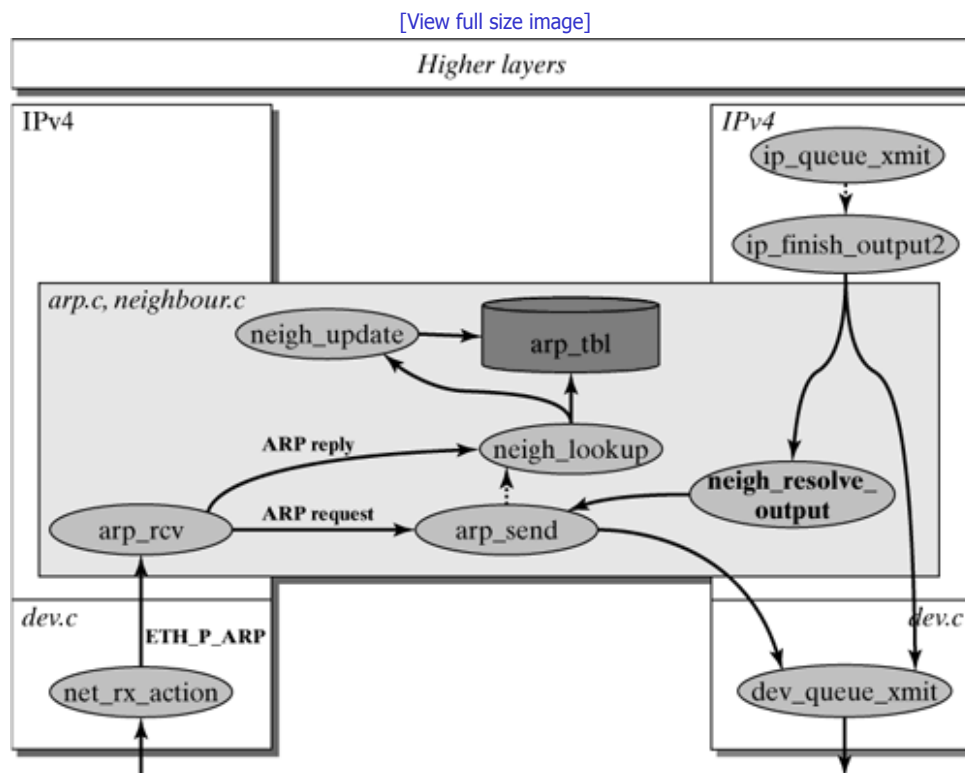 [View full size image]
Higher layers
IPv4
IPv4
ip_queue_xmit
ip_finish_output2
arp.c, neighbour.c
neigh_update
arp_tbl
ARP reply
neigh_lookup
neigh_resolve_
output
ARP request
arp_rcv
arp_send
dev.c
dev.c
ETH_P_ARP
net_rx_action
dev_queue_xmit